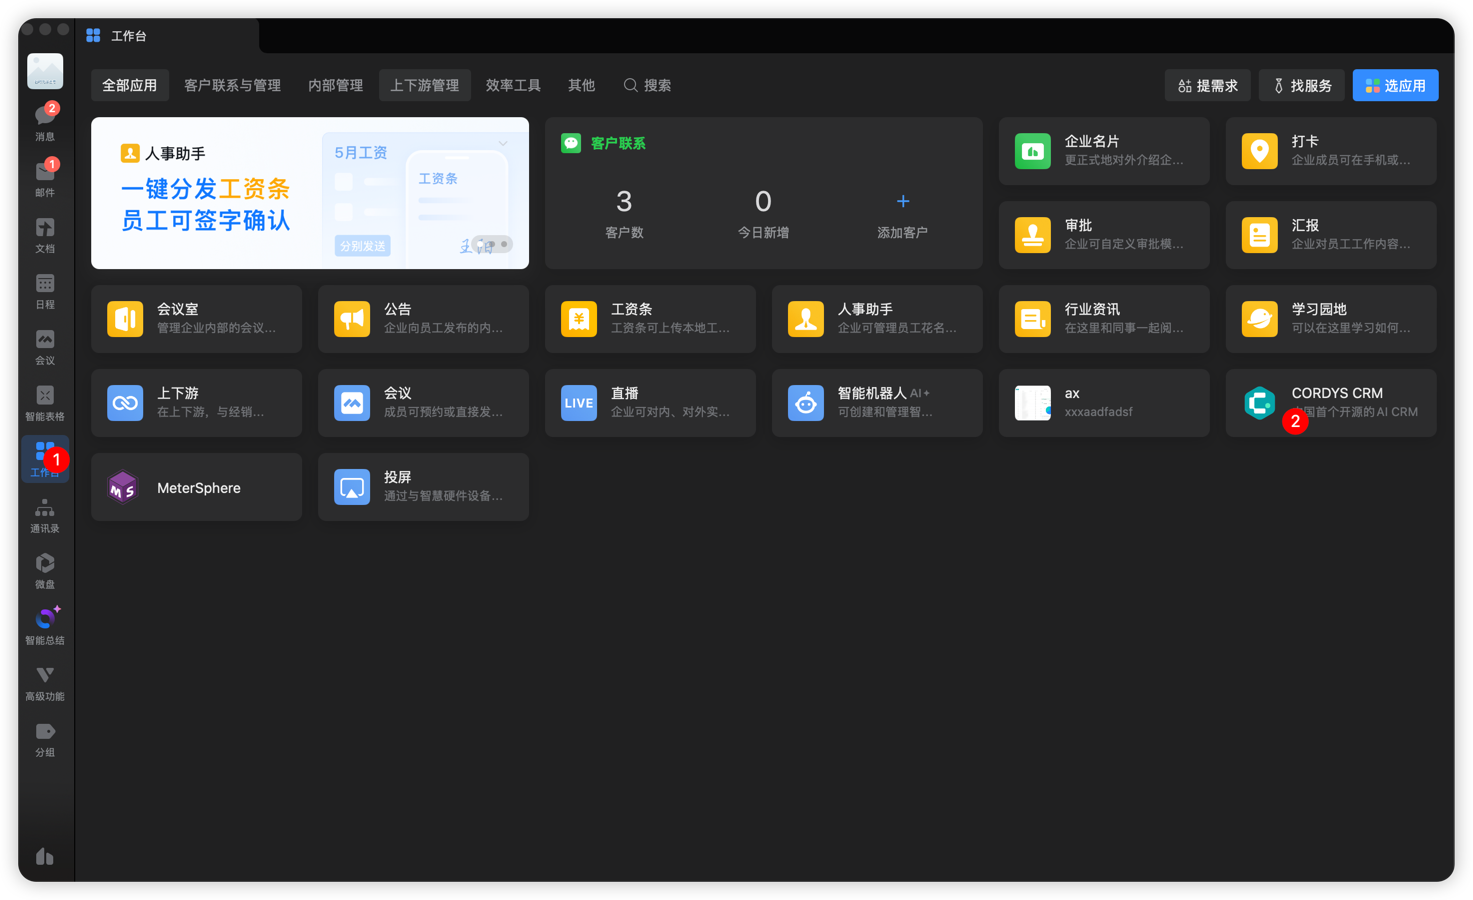 工作台
2
消息
1
邮件
文档
日程
会议
智能表格
1
工作台
通讯录
微盘
智能总结
高级功能
分组
全部应用
客户联系与管理
内部管理
上下游管理
效率工具
其他
搜索
提需求
找服务
选应用
人事助手
一键分发工资条
员工可签字确认
5月工资
工资条
分别发送
客户联系
3
客户数
0
今日新增
+
添加客户
企业名片
更正式地对外介绍企...
打卡
企业成员可在手机或...
审批
企业可自定义审批模...
汇报
企业对员工工作内容...
会议室
管理企业内部的会议...
公告
企业向员工发布的内...
工资条
工资条可上传本地工...
人事助手
企业可管理员工花名...
行业资讯
在这里和同事一起阅...
学习园地
可以在这里学习如何...
上下游
在上下游，与经销...
会议
成员可预约或直接发...
LIVE
直播
企业可对内、对外实...
智能机器人 AI+
可创建和管理智...
ax
xxxaadfadsf
CORDYS CRM
国首个开源的 AI CRM
2
MS
MeterSphere
投屏
通过与智慧硬件设备...